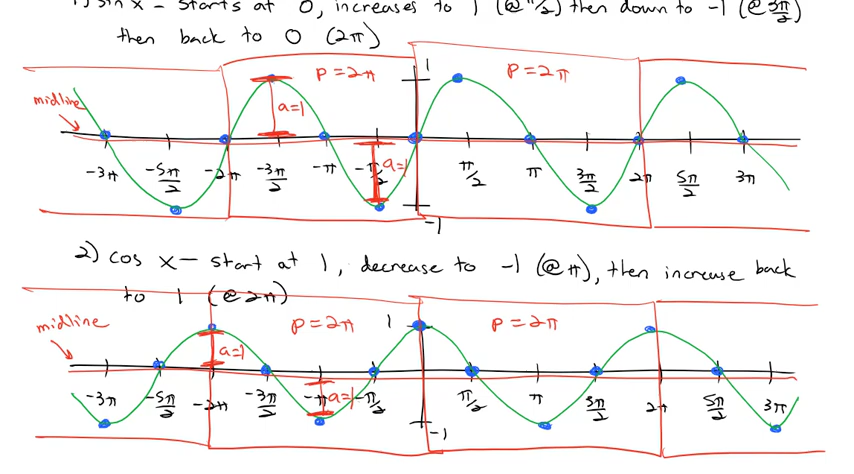 1) sin x – starts at 0, increases to 1 (@ π/2) then down to -1 (@ 3π/2)
then back to 0 (2π)
p=2π p=2π
1
midline
a=1
a=1
-3π -5π/2 -2π -3π/2 -π -π/2 π/2 π 3π/2 2π 5π/2 3π
-1
2) cos x – start at 1, decrease to -1 (@ π), then increase back
to 1 (@ 2π)
midline
p=2π 1 p=2π
a=1
a=1
-3π -5π/2 -2π -3π/2 -π -π/2 π/2 π 3π/2 2π 5π/2 3π
-1